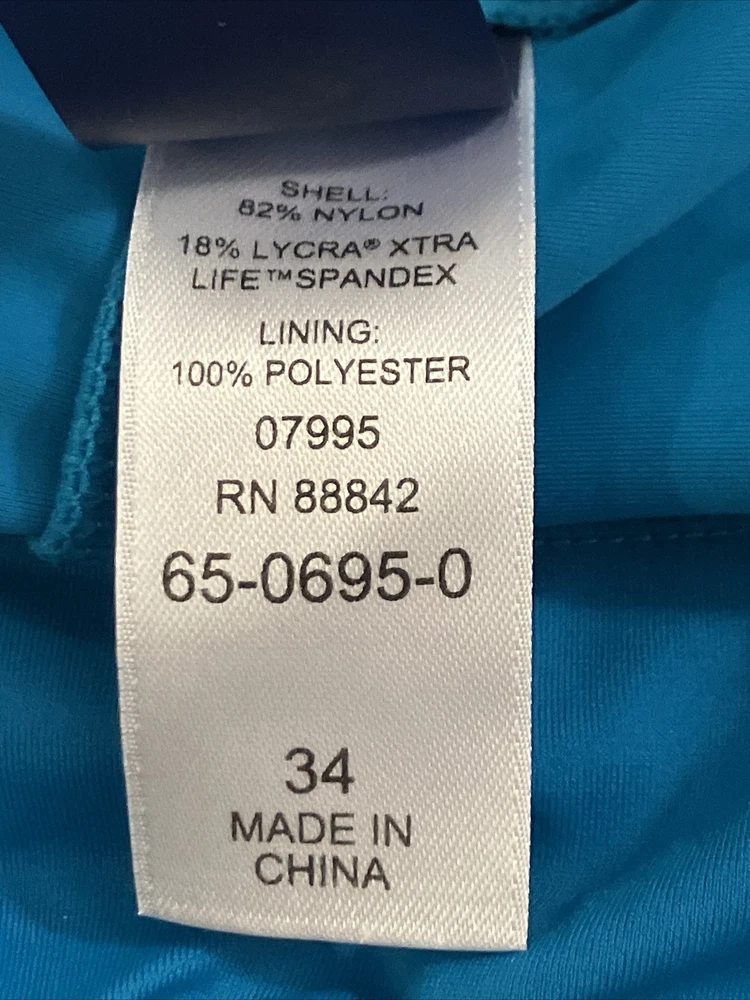 SHELL:
82% NYLON
18% LYCRA® XTRA
LIFE™SPANDEX
LINING:
100% POLYESTER
07995
RN 88842
65-0695-0
34
MADE IN
CHINA